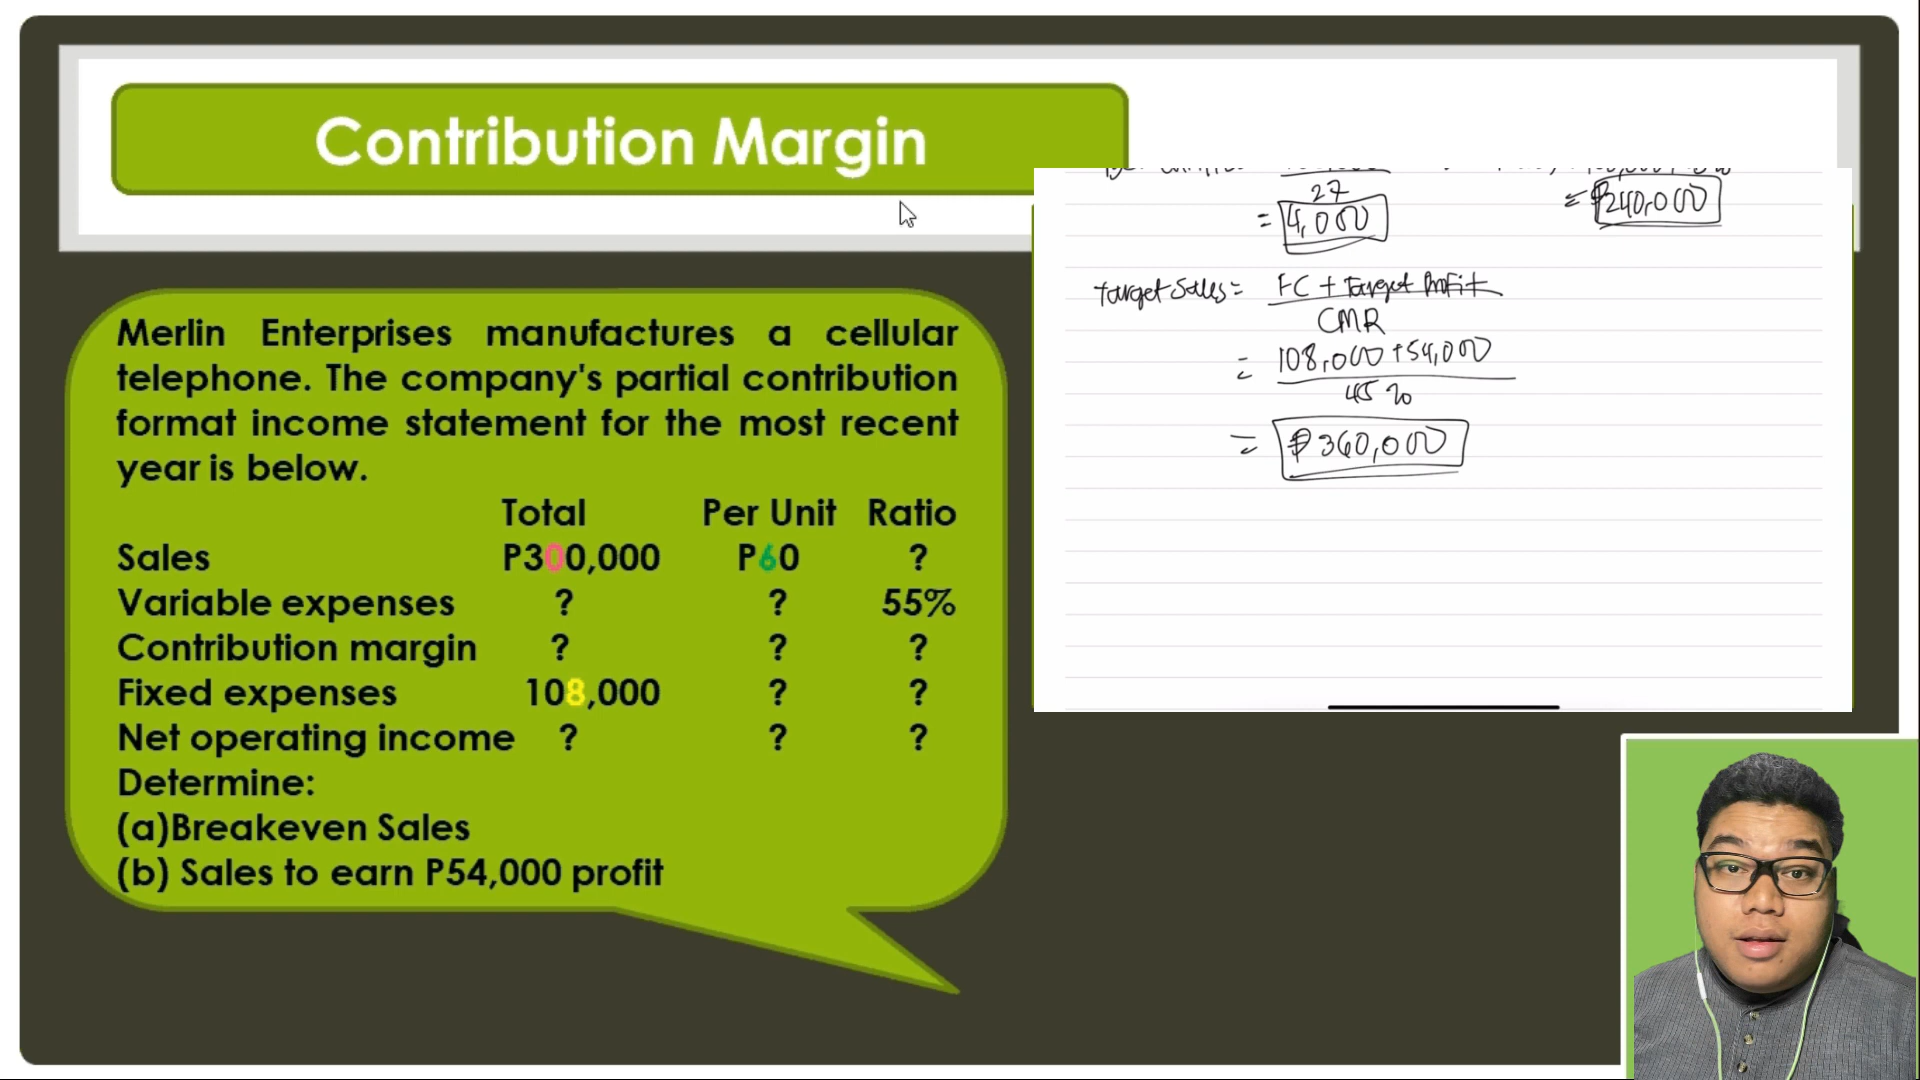 Contribution Margin
Merlin Enterprises manufactures a cellular
telephone. The company's partial contribution
format income statement for the most recent
year is below.
Total Per Unit Ratio
Sales P300,000 P60 ?
Variable expenses ? ? 55%
Contribution margin ? ? ?
Fixed expenses 108,000 ? ?
Net operating income ? ? ?
Determine:
(a)Breakeven Sales
(b) Sales to earn P54,000 profit
27
= 4,000
= ₱240,000
Target Sales = FC + Target Profit
CMR
= 108,000 + 54,000
45%
= ₱360,000